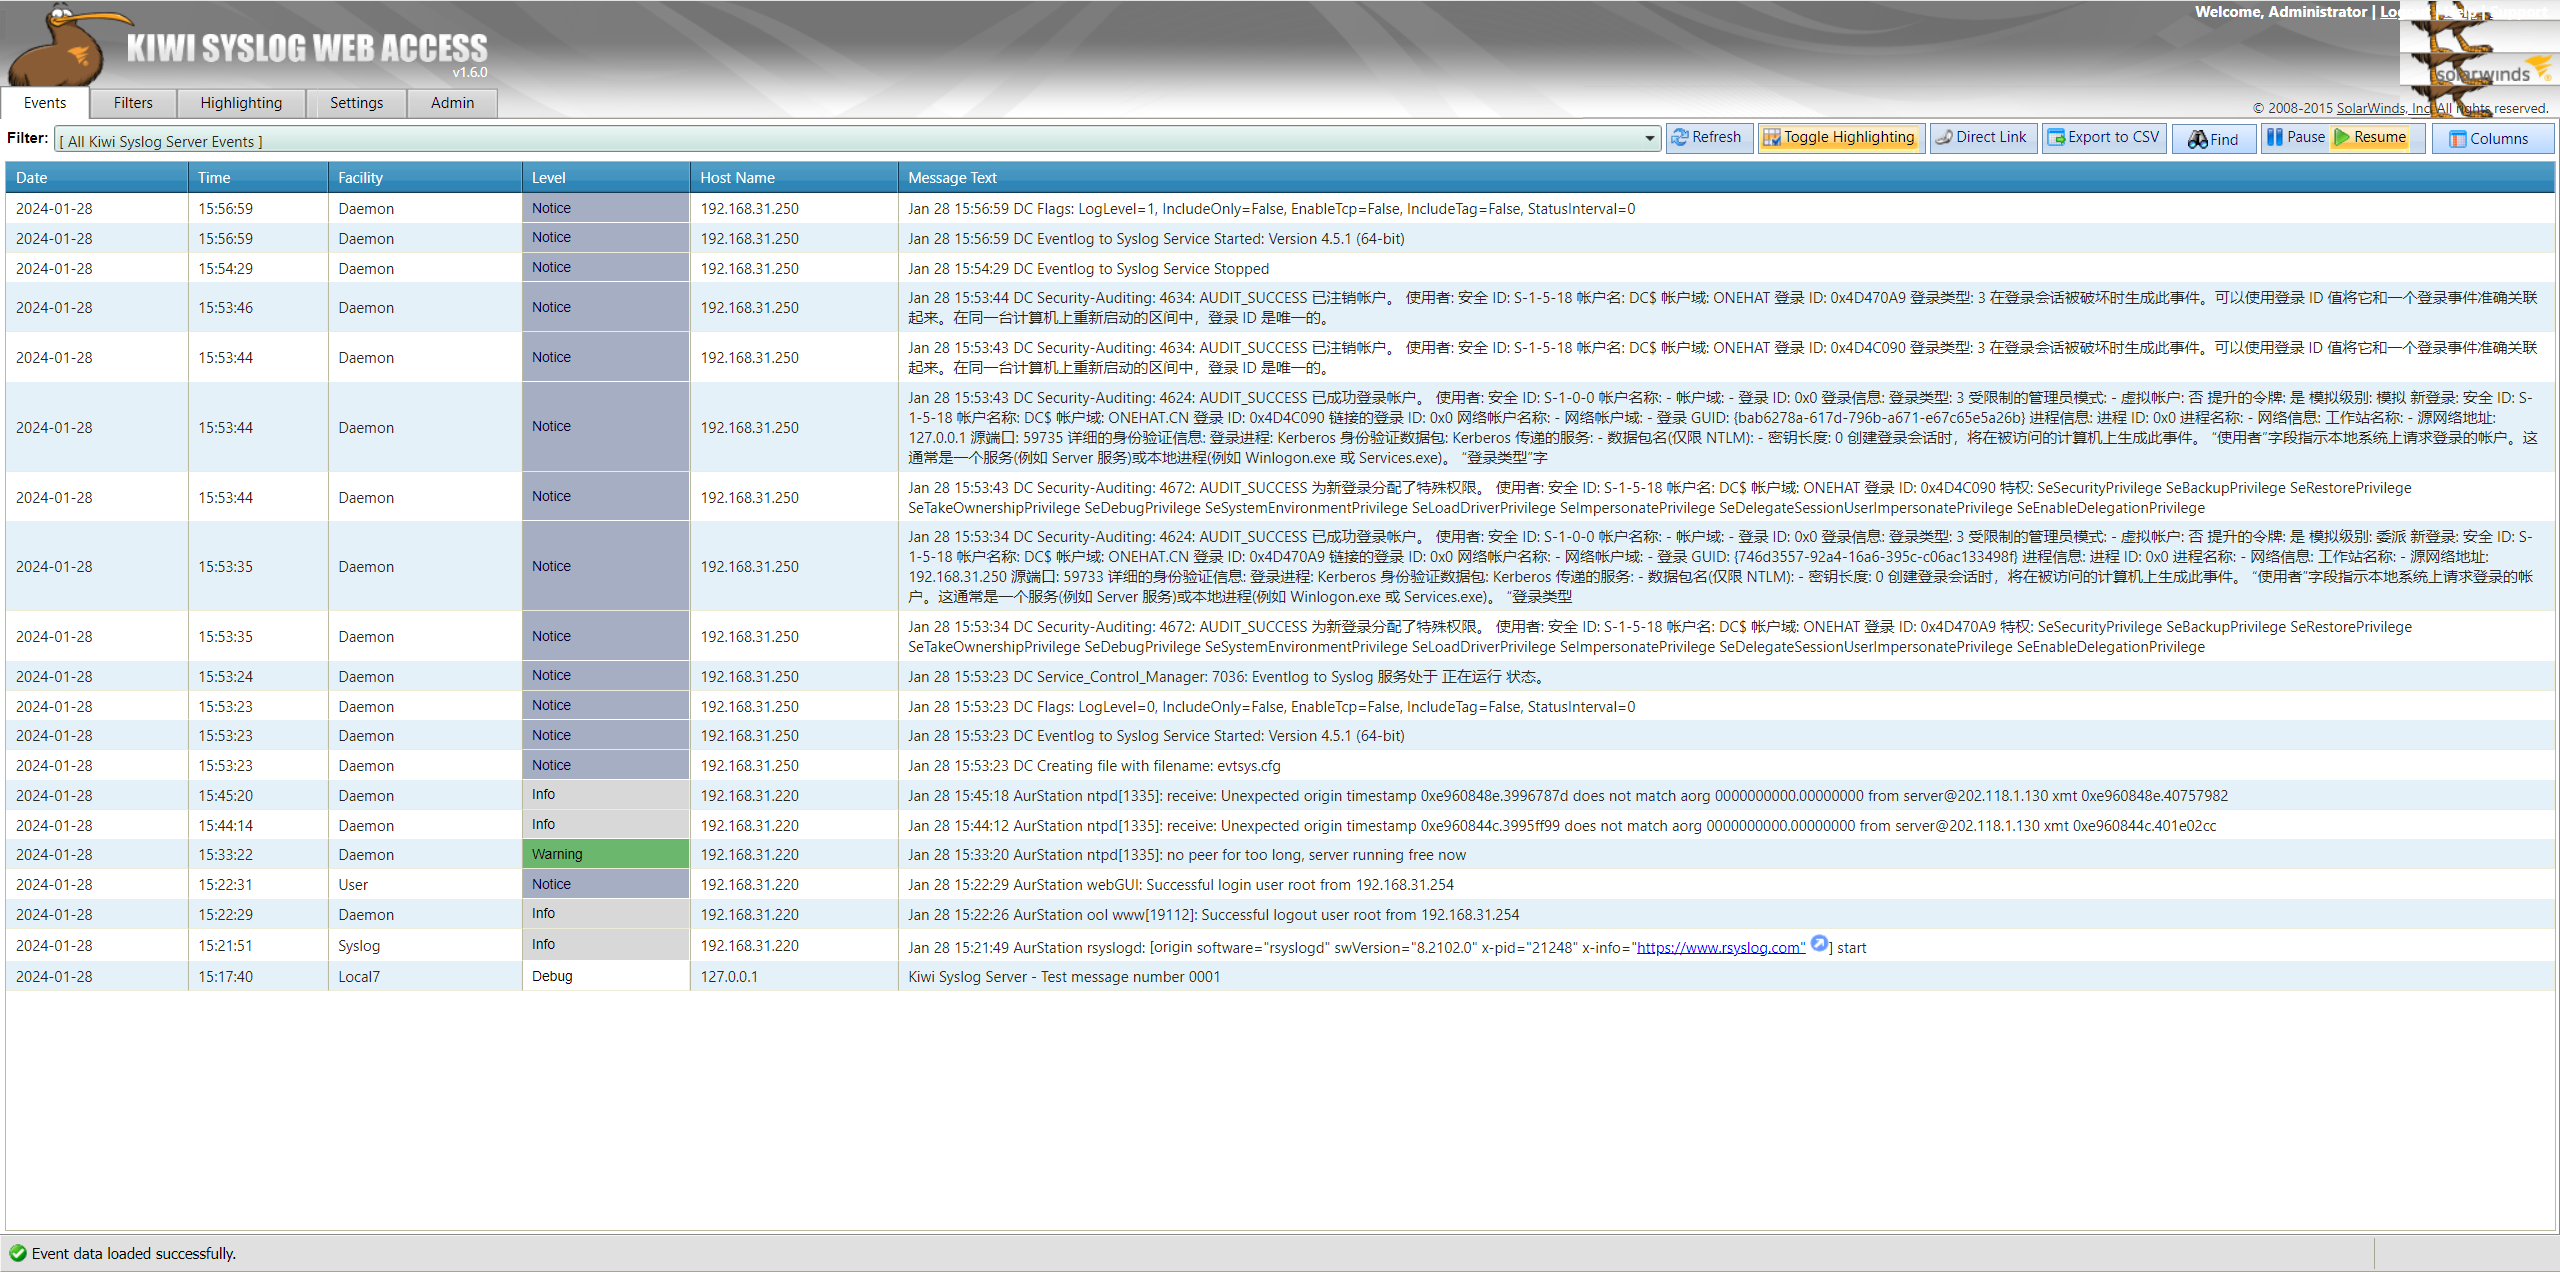 Welcome, Administrator |
KIWI SYSLOG WEB ACCESS
v1.6.0
solarwinds
Events Filters Highlighting Settings Admin
© 2008-2015 SolarWinds, Inc. All rights reserved.
Filter: [ All Kiwi Syslog Server Events ] Refresh Toggle Highlighting Direct Link Export to CSV Find Pause Resume Columns
Date Time Facility Level Host Name Message Text
2024-01-28 15:56:59 Daemon Notice 192.168.31.250 Jan 28 15:56:59 DC Flags: LogLevel=1, IncludeOnly=False, EnableTcp=False, IncludeTag=False, StatusInterval=0
2024-01-28 15:56:59 Daemon Notice 192.168.31.250 Jan 28 15:56:59 DC Eventlog to Syslog Service Started: Version 4.5.1 (64-bit)
2024-01-28 15:54:29 Daemon Notice 192.168.31.250 Jan 28 15:54:29 DC Eventlog to Syslog Service Stopped
2024-01-28 15:53:46 Daemon Notice 192.168.31.250 Jan 28 15:53:44 DC Security-Auditing: 4634: AUDIT_SUCCESS 已注销帐户。 使用者: 安全 ID: S-1-5-18 帐户名: DC$ 帐户域: ONEHAT 登录 ID: 0x4D470A9 登录类型: 3 在登录会话被破坏时生成此事件。可以使用登录 ID 值将它和一个登录事件准确关联
起来。在同一台计算机上重新启动的区间中，登录 ID 是唯一的。
2024-01-28 15:53:44 Daemon Notice 192.168.31.250 Jan 28 15:53:43 DC Security-Auditing: 4634: AUDIT_SUCCESS 已注销帐户。 使用者: 安全 ID: S-1-5-18 帐户名: DC$ 帐户域: ONEHAT 登录 ID: 0x4D4C090 登录类型: 3 在登录会话被破坏时生成此事件。可以使用登录 ID 值将它和一个登录事件准确关联
起来。在同一台计算机上重新启动的区间中，登录 ID 是唯一的。
2024-01-28 15:53:44 Daemon Notice 192.168.31.250 Jan 28 15:53:43 DC Security-Auditing: 4624: AUDIT_SUCCESS 已成功登录帐户。 使用者: 安全 ID: S-1-0-0 帐户名称: - 帐户域: - 登录 ID: 0x0 登录信息: 登录类型: 3 受限制的管理员模式: - 虚拟帐户: 否 提升的令牌: 是 模拟级别: 模拟 新登录: 安全 ID: S-
1-5-18 帐户名称: DC$ 帐户域: ONEHAT.CN 登录 ID: 0x4D4C090 链接的登录 ID: 0x0 网络帐户名称: - 网络帐户域: - 登录 GUID: {bab6278a-617d-796b-a671-e67c65e5a26b} 进程信息: 进程 ID: 0x0 进程名称: - 网络信息: 工作站名称: - 源网络地址:
127.0.0.1 源端口: 59735 详细的身份验证信息: 登录进程: Kerberos 身份验证数据包: Kerberos 传递的服务: - 数据包名(仅限 NTLM): - 密钥长度: 0 创建登录会话时，将在被访问的计算机上生成此事件。 “使用者”字段指示本地系统上请求登录的帐户。这
通常是一个服务(例如 Server 服务)或本地进程(例如 Winlogon.exe 或 Services.exe)。 “登录类型”字
2024-01-28 15:53:44 Daemon Notice 192.168.31.250 Jan 28 15:53:43 DC Security-Auditing: 4672: AUDIT_SUCCESS 为新登录分配了特殊权限。 使用者: 安全 ID: S-1-5-18 帐户名: DC$ 帐户域: ONEHAT 登录 ID: 0x4D4C090 特权: SeSecurityPrivilege SeBackupPrivilege SeRestorePrivilege
SeTakeOwnershipPrivilege SeDebugPrivilege SeSystemEnvironmentPrivilege SeLoadDriverPrivilege SeImpersonatePrivilege SeDelegateSessionUserImpersonatePrivilege SeEnableDelegationPrivilege
2024-01-28 15:53:35 Daemon Notice 192.168.31.250 Jan 28 15:53:34 DC Security-Auditing: 4624: AUDIT_SUCCESS 已成功登录帐户。 使用者: 安全 ID: S-1-0-0 帐户名称: - 帐户域: - 登录 ID: 0x0 登录信息: 登录类型: 3 受限制的管理员模式: - 虚拟帐户: 否 提升的令牌: 是 模拟级别: 委派 新登录: 安全 ID: S-
1-5-18 帐户名称: DC$ 帐户域: ONEHAT.CN 登录 ID: 0x4D470A9 链接的登录 ID: 0x0 网络帐户名称: - 网络帐户域: - 登录 GUID: {746d3557-92a4-16a6-395c-c06ac133498f} 进程信息: 进程 ID: 0x0 进程名称: - 网络信息: 工作站名称: - 源网络地址:
192.168.31.250 源端口: 59733 详细的身份验证信息: 登录进程: Kerberos 身份验证数据包: Kerberos 传递的服务: - 数据包名(仅限 NTLM): - 密钥长度: 0 创建登录会话时，将在被访问的计算机上生成此事件。 “使用者”字段指示本地系统上请求登录的帐
户。这通常是一个服务(例如 Server 服务)或本地进程(例如 Winlogon.exe 或 Services.exe)。 “登录类型
2024-01-28 15:53:35 Daemon Notice 192.168.31.250 Jan 28 15:53:34 DC Security-Auditing: 4672: AUDIT_SUCCESS 为新登录分配了特殊权限。 使用者: 安全 ID: S-1-5-18 帐户名: DC$ 帐户域: ONEHAT 登录 ID: 0x4D470A9 特权: SeSecurityPrivilege SeBackupPrivilege SeRestorePrivilege
SeTakeOwnershipPrivilege SeDebugPrivilege SeSystemEnvironmentPrivilege SeLoadDriverPrivilege SeImpersonatePrivilege SeDelegateSessionUserImpersonatePrivilege SeEnableDelegationPrivilege
2024-01-28 15:53:24 Daemon Notice 192.168.31.250 Jan 28 15:53:23 DC Service_Control_Manager: 7036: Eventlog to Syslog 服务处于 正在运行 状态。
2024-01-28 15:53:23 Daemon Notice 192.168.31.250 Jan 28 15:53:23 DC Flags: LogLevel=0, IncludeOnly=False, EnableTcp=False, IncludeTag=False, StatusInterval=0
2024-01-28 15:53:23 Daemon Notice 192.168.31.250 Jan 28 15:53:23 DC Eventlog to Syslog Service Started: Version 4.5.1 (64-bit)
2024-01-28 15:53:23 Daemon Notice 192.168.31.250 Jan 28 15:53:23 DC Creating file with filename: evtsys.cfg
2024-01-28 15:45:20 Daemon Info 192.168.31.220 Jan 28 15:45:18 AurStation ntpd[1335]: receive: Unexpected origin timestamp 0xe960848e.3996787d does not match aorg 0000000000.00000000 from server@202.118.1.130 xmt 0xe960848e.40757982
2024-01-28 15:44:14 Daemon Info 192.168.31.220 Jan 28 15:44:12 AurStation ntpd[1335]: receive: Unexpected origin timestamp 0xe960844c.3995ff99 does not match aorg 0000000000.00000000 from server@202.118.1.130 xmt 0xe960844c.401e02cc
2024-01-28 15:33:22 Daemon Warning 192.168.31.220 Jan 28 15:33:20 AurStation ntpd[1335]: no peer for too long, server running free now
2024-01-28 15:22:31 User Notice 192.168.31.220 Jan 28 15:22:29 AurStation webGUI: Successful login user root from 192.168.31.254
2024-01-28 15:22:29 Daemon Info 192.168.31.220 Jan 28 15:22:26 AurStation ool www[19112]: Successful logout user root from 192.168.31.254
2024-01-28 15:21:51 Syslog Info 192.168.31.220 Jan 28 15:21:49 AurStation rsyslogd: [origin software="rsyslogd" swVersion="8.2102.0" x-pid="21248" x-info="https://www.rsyslog.com" ] start
2024-01-28 15:17:40 Local7 Debug 127.0.0.1 Kiwi Syslog Server - Test message number 0001
Event data loaded successfully.